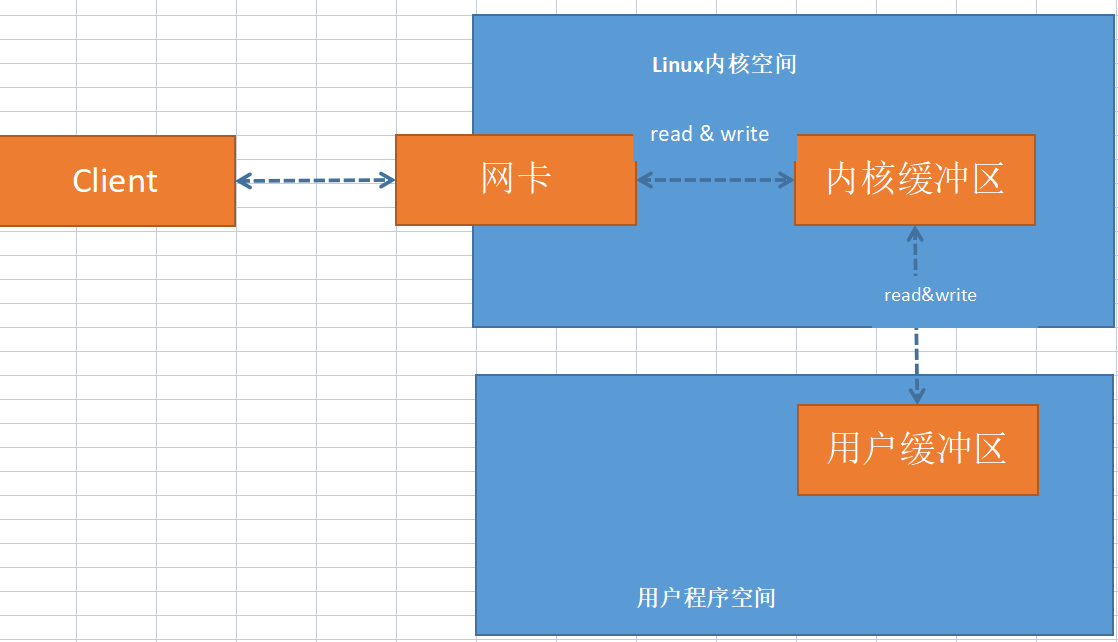 Linux内核空间
read & write
Client
网卡
内核缓冲区
read&write
用户缓冲区
用户程序空间